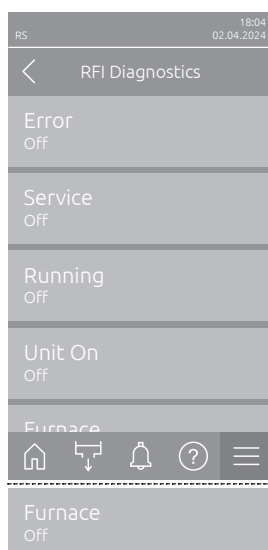 18:04
RS 02.04.2024
RFI Diagnostics
Error
Off
Service
Off
Running
Off
Unit On
Off
Furnace
?
Furnace
Off